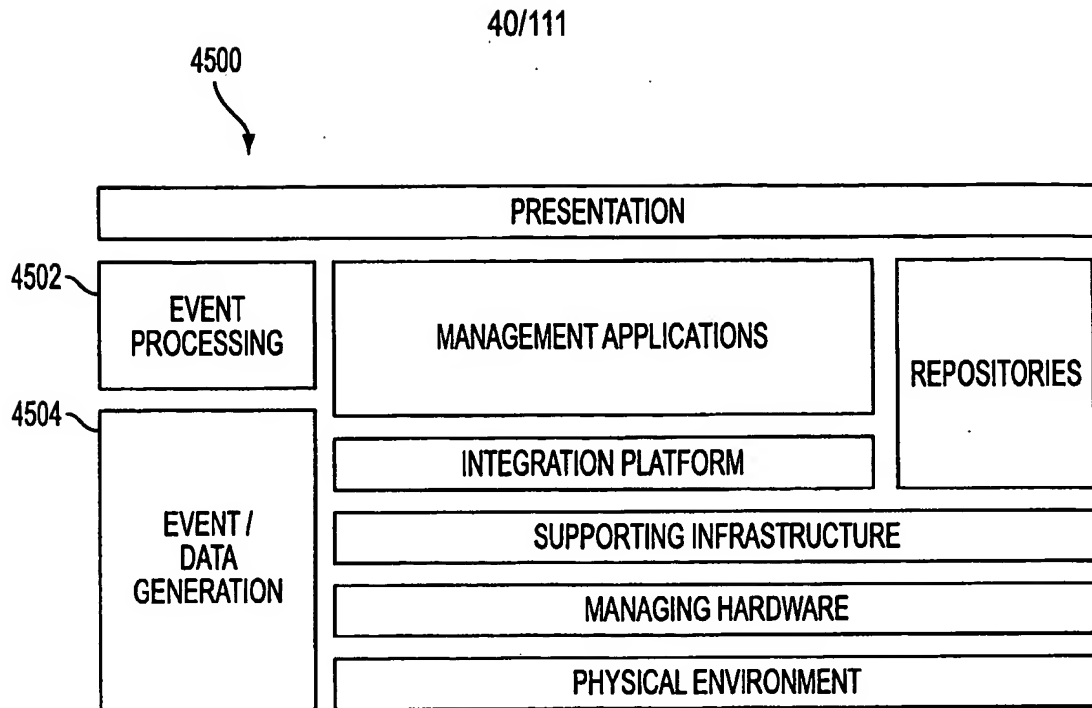 40/111
4500
PRESENTATION
4502
EVENT
PROCESSING
MANAGEMENT APPLICATIONS
REPOSITORIES
4504
INTEGRATION PLATFORM
EVENT /
DATA
GENERATION
SUPPORTING INFRASTRUCTURE
MANAGING HARDWARE
PHYSICAL ENVIRONMENT